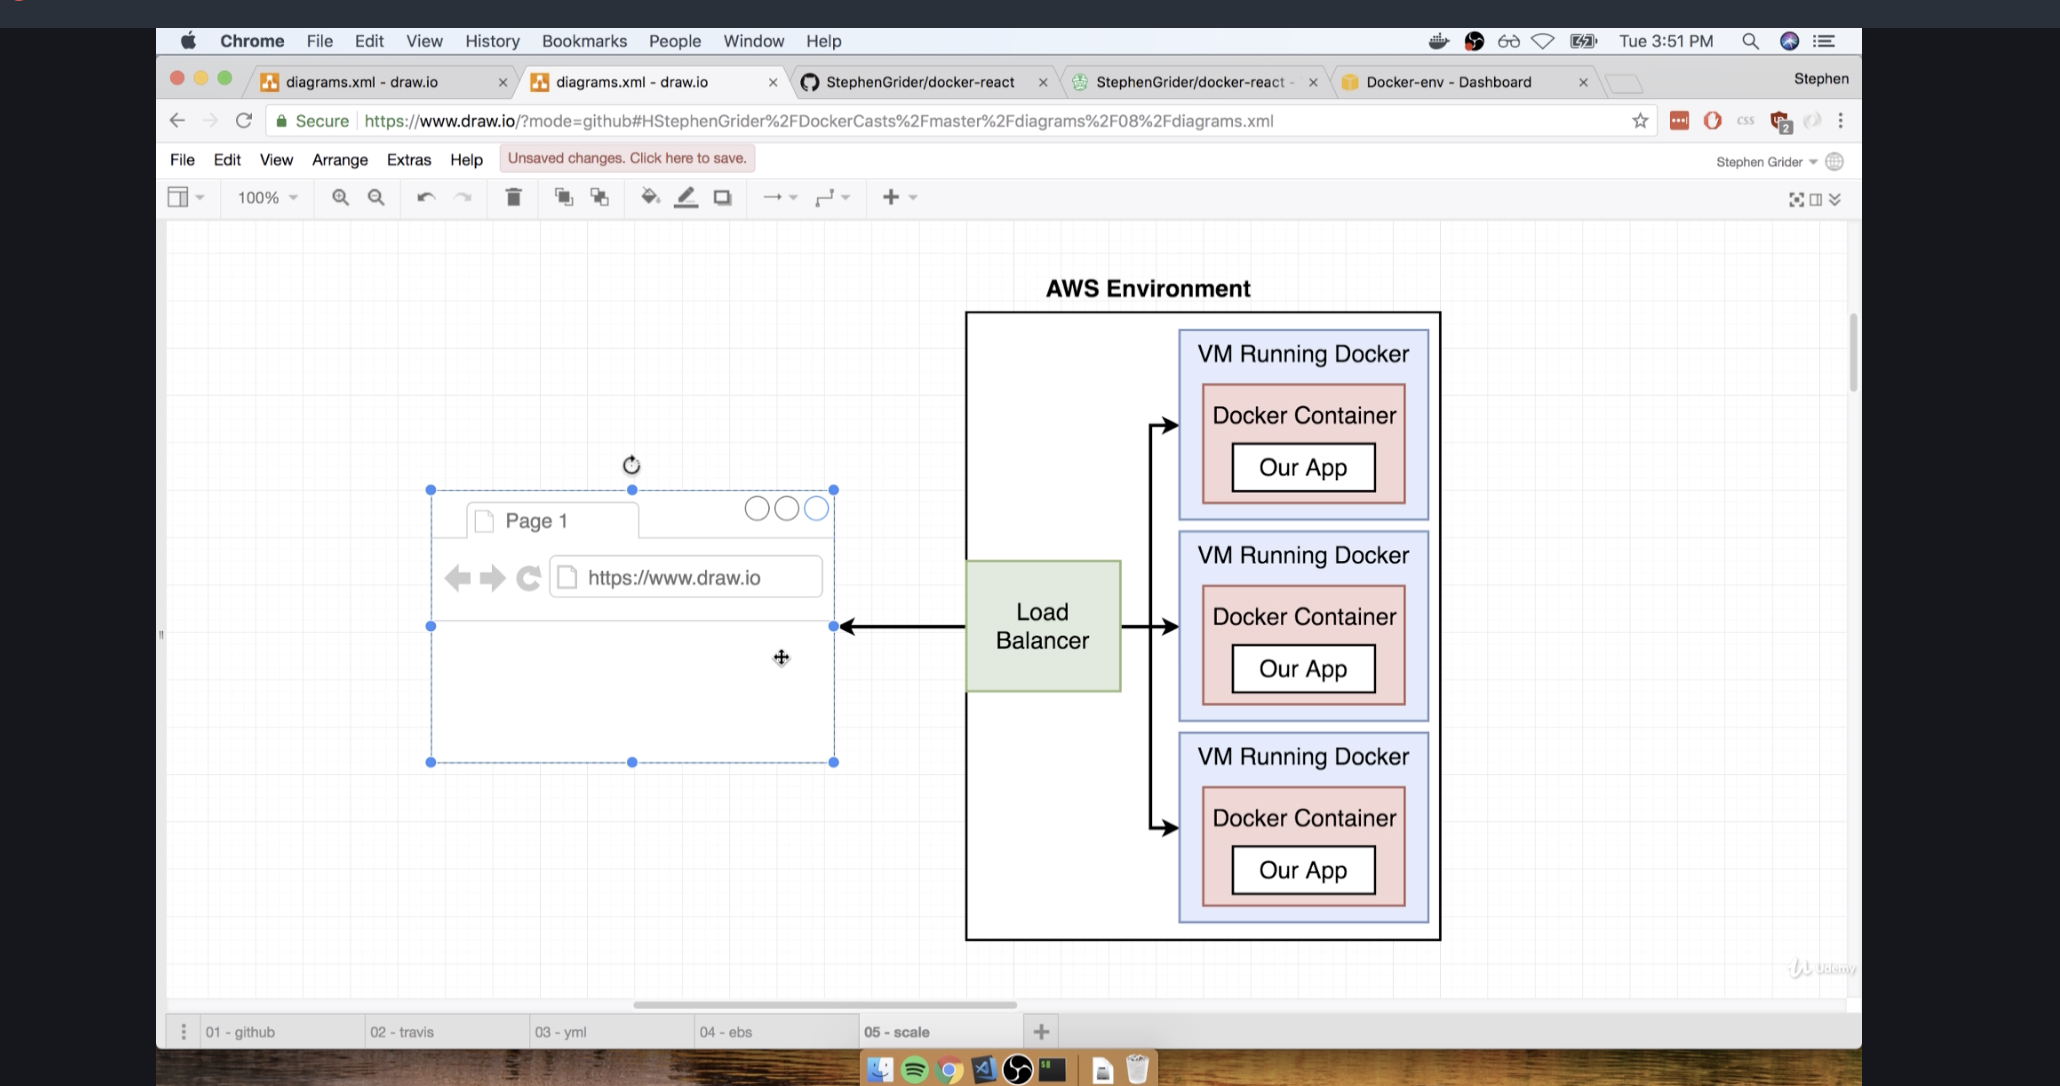 Chrome File Edit View History Bookmarks People Window Help Tue 3:51 PM
diagrams.xml - draw.io diagrams.xml - draw.io StephenGrider/docker-react StephenGrider/docker-react - Docker-env - Dashboard Stephen
Secure https://www.draw.io/?mode=github#HStephenGrider%2FDockerCasts%2Fmaster%2Fdiagrams%2F08%2Fdiagrams.xml css 2
File Edit View Arrange Extras Help Unsaved changes. Click here to save. Stephen Grider
100%
AWS Environment
VM Running Docker
Docker Container
Our App
Page 1
https://www.draw.io
Load
Balancer
VM Running Docker
Docker Container
Our App
VM Running Docker
Docker Container
Our App
Udemy
01 - github 02 - travis 03 - yml 04 - ebs 05 - scale